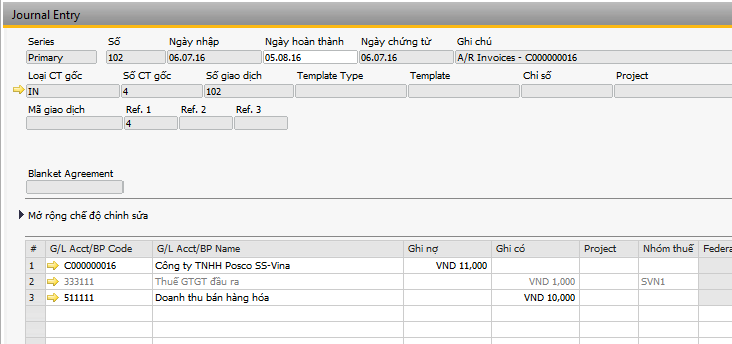 Journal Entry
Series Số Ngày nhập Ngày hoàn thành Ngày chứng từ Ghi chú
Primary 102 06.07.16 05.08.16 06.07.16 A/R Invoices - C000000016
Loại CT gốc Số CT gốc Số giao dịch Template Type Template Chỉ số Project
IN 4 102
Mã giao dịch Ref. 1 Ref. 2 Ref. 3
4
Blanket Agreement
Mở rộng chế độ chỉnh sửa
# G/L Acct/BP Code G/L Acct/BP Name Ghi nợ Ghi có Project Nhóm thuế Federa
1 C000000016 Công ty TNHH Posco SS-Vina VND 11,000
2 333111 Thuế GTGT đầu ra VND 1,000 SVN1
3 511111 Doanh thu bán hàng hóa VND 10,000